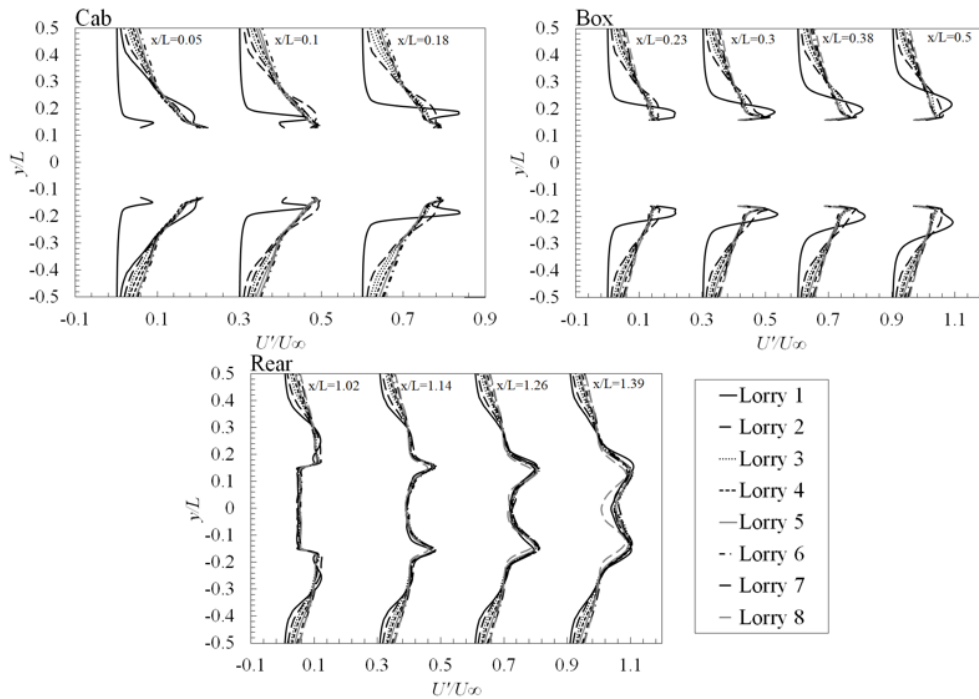 Cab
0.5
0.4
0.3
0.2
0.1
0
-0.1
-0.2
-0.3
-0.4
-0.5
y/L
x/L=0.05
x/L=0.1
x/L=0.18
-0.1 0.1 0.3 0.5 0.7 0.9
U'/U∞
Box
0.5
0.4
0.3
0.2
0.1
0
-0.1
-0.2
-0.3
-0.4
-0.5
y/L
x/L=0.23
x/L=0.3
x/L=0.38
x/L=0.5
-0.1 0.1 0.3 0.5 0.7 0.9 1.1
U'/U∞
Rear
0.5
0.4
0.3
0.2
0.1
0
-0.1
-0.2
-0.3
-0.4
-0.5
y/L
x/L=1.02
x/L=1.14
x/L=1.26
x/L=1.39
-0.1 0.1 0.3 0.5 0.7 0.9 1.1
U'/U∞
Lorry 1
Lorry 2
Lorry 3
Lorry 4
Lorry 5
Lorry 6
Lorry 7
Lorry 8